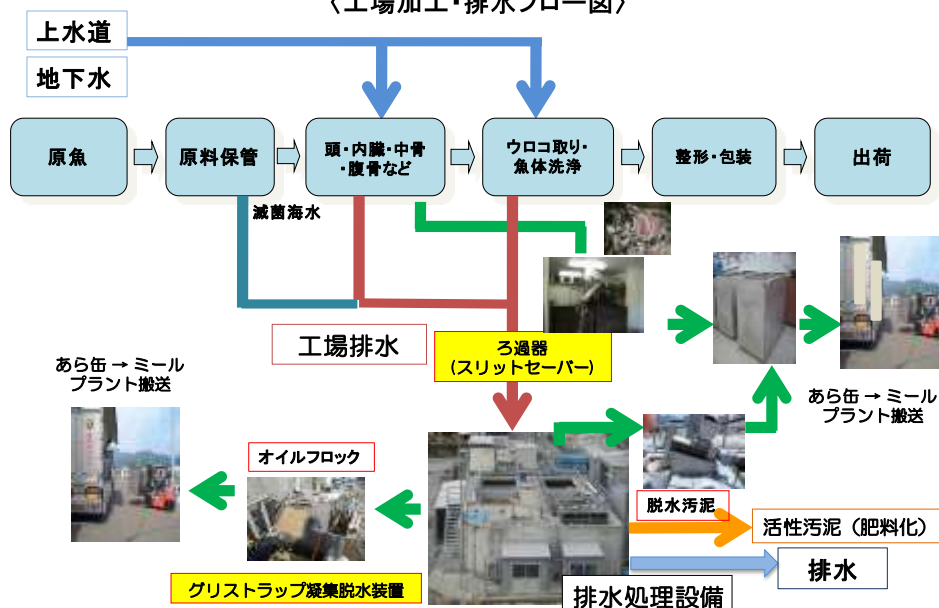 〈工場加工・排水フロー図〉
上水道
地下水
原魚
原料保管
頭・内臓・中骨
・腹骨など
ウロコ取り・
魚体洗浄
整形・包装
出荷
滅菌海水
工場排水
ろ過器
(スリットセーバー)
あら缶 → ミール
プラント搬送
あら缶 → ミール
プラント搬送
オイルフロック
脱水汚泥
活性汚泥（肥料化）
排水
グリストラップ凝集脱水装置
排水処理設備